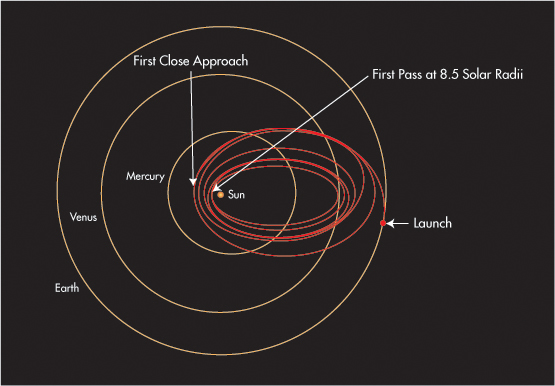 First Close Approach
First Pass at 8.5 Solar Radii
Mercury
Sun
Venus
Launch
Earth